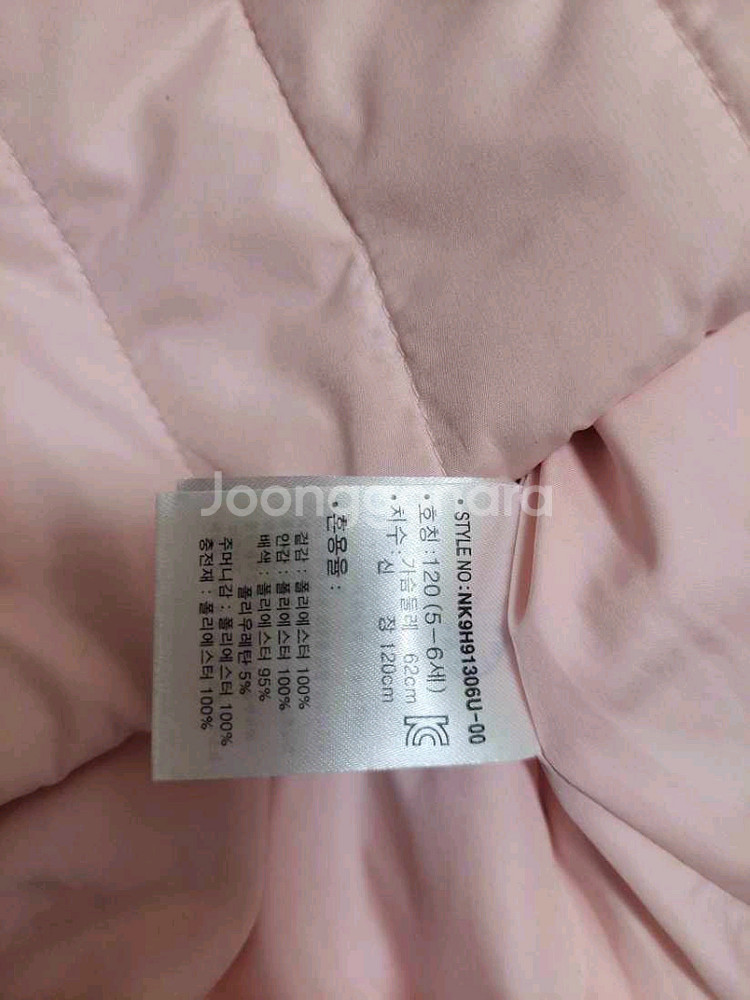 Joonggonara
• STYLE NO:NK9H91306U-00
• 호칭 : 120 (5-6세)
• 치수 : 가슴둘레 62cm
신 장 120cm
• 혼용율 :
겉감 : 폴리에스터 100%
안감 : 폴리에스터 100%
배색 : 폴리에스터 95%
폴리우레탄 5%
주머니감 : 폴리에스터 100%
충전재 : 폴리에스터 100%